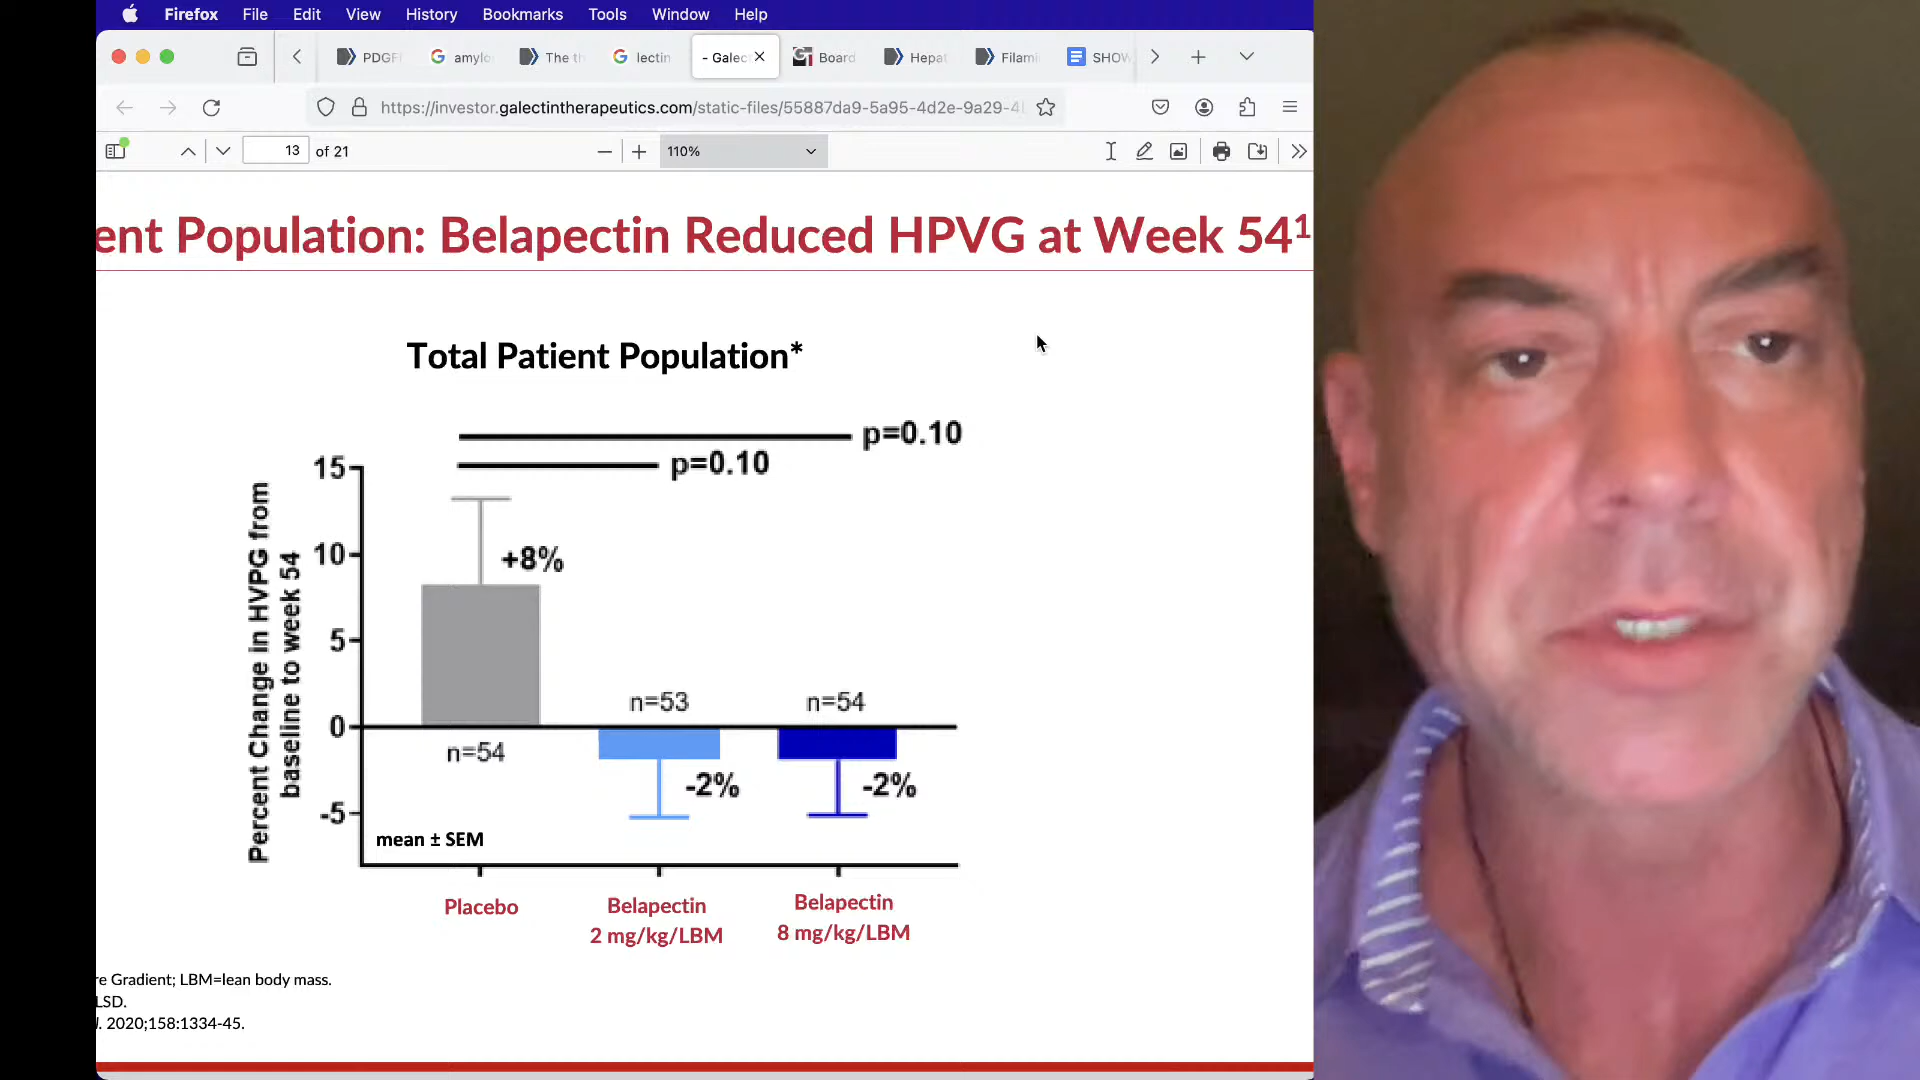 Firefox File Edit View History Bookmarks Tools Window Help
PDGF amylo The th lectin - Galec Board Hepat Filami SHOW
https://investor.galectintherapeutics.com/static-files/55887da9-5a95-4d2e-9a29-4
13 of 21 110%
ent Population: Belapectin Reduced HPVG at Week 54¹
Total Patient Population*
p=0.10
p=0.10
Percent Change in HVPG from
baseline to week 54
15
10
5
0
-5
+8%
n=53
n=54
n=54
-2%
-2%
mean ± SEM
Placebo
Belapectin
2 mg/kg/LBM
Belapectin
8 mg/kg/LBM
re Gradient; LBM=lean body mass.
LSD.
2020;158:1334-45.